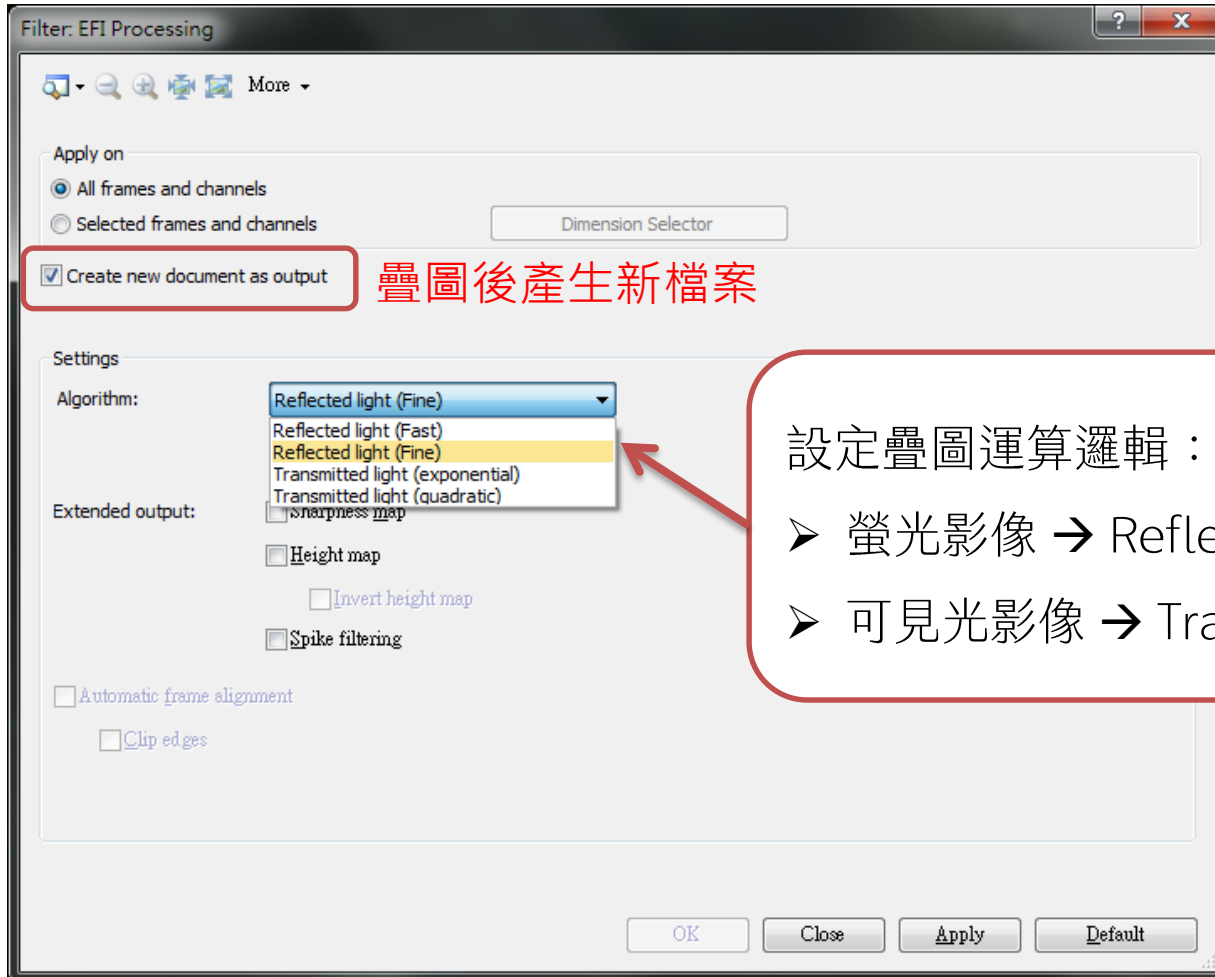 Filter: EFI Processing
More
Apply on
All frames and channels
Selected frames and channels
Dimension Selector
Create new document as output
疊圖後產生新檔案
Settings
Algorithm:
Reflected light (Fine)
Reflected light (Fast)
Reflected light (Fine)
Transmitted light (exponential)
Transmitted light (quadratic)
Extended output:
Sharpness map
Height map
Invert height map
Spike filtering
Automatic frame alignment
Clip edges
設定疊圖運算邏輯：
➢ 螢光影像 → Refle
➢ 可見光影像 → Tra
OK
Close
Apply
Default